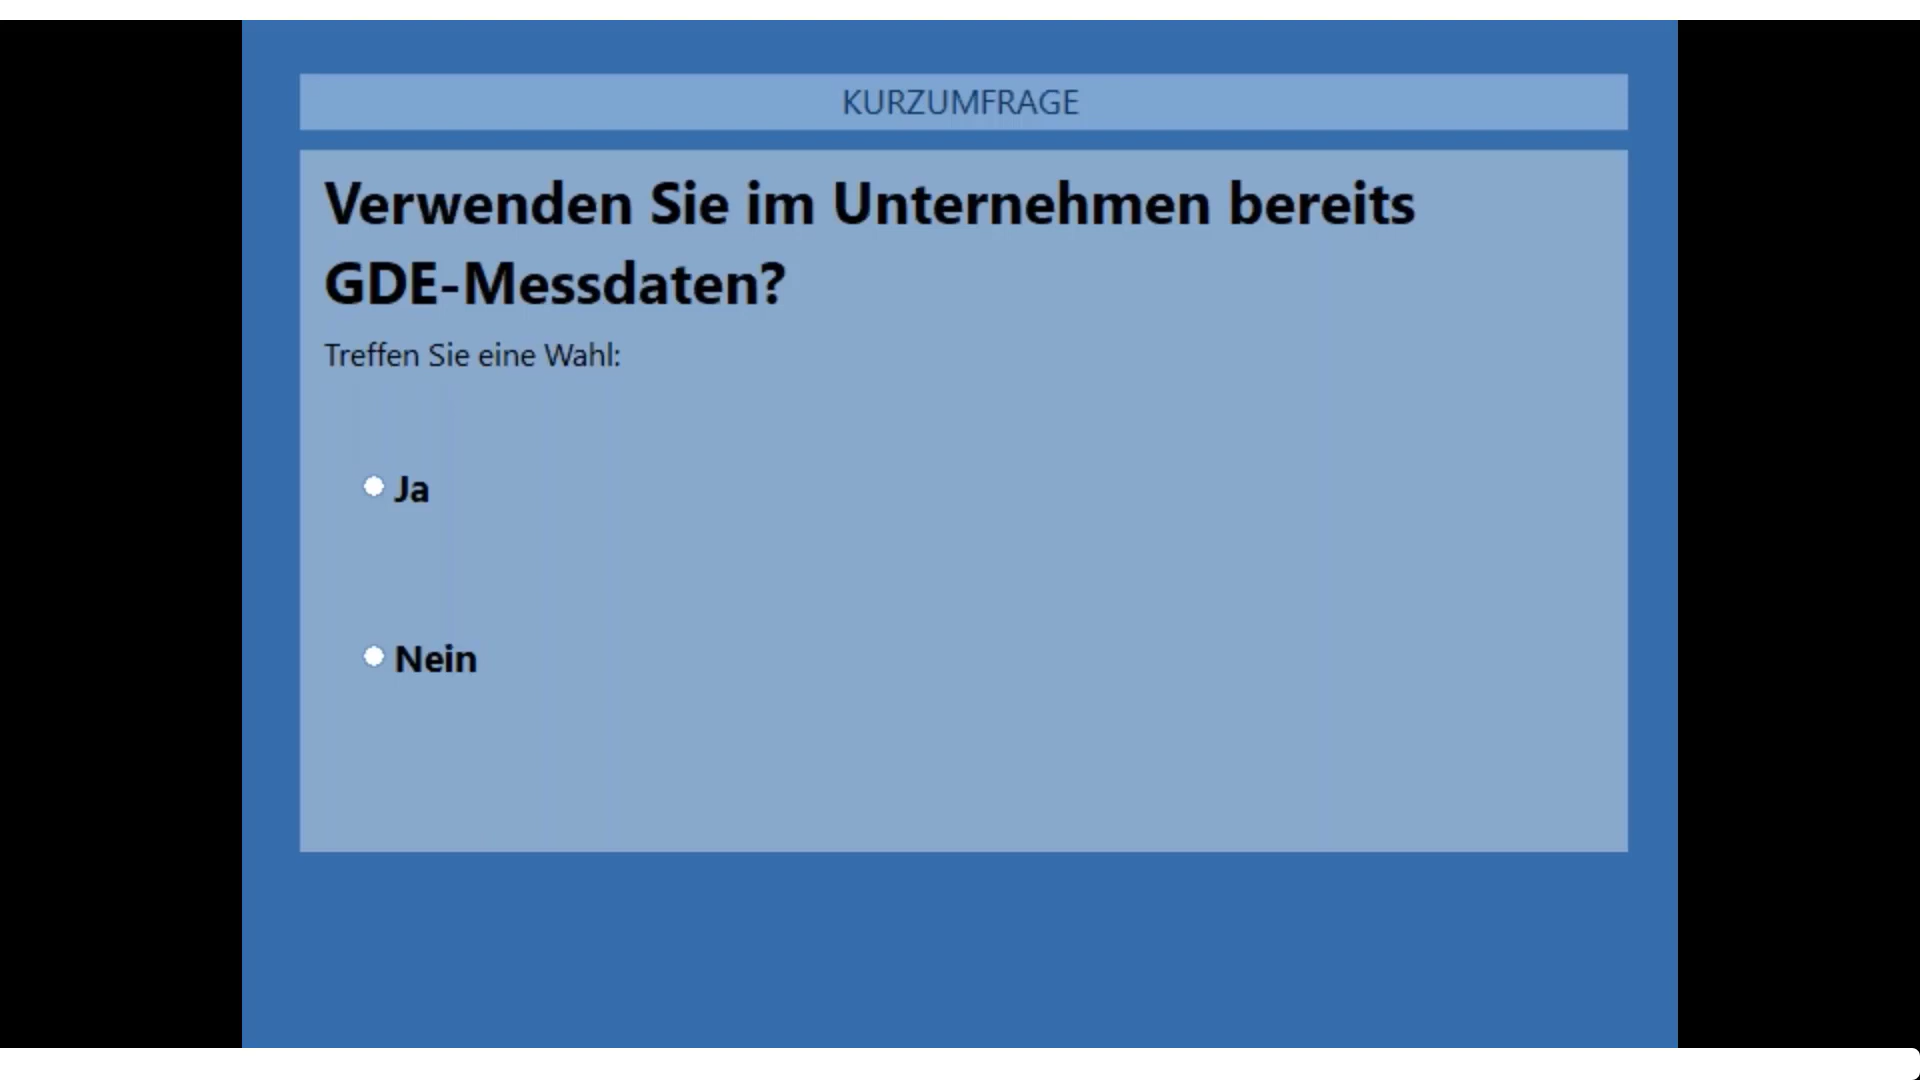 KURZUMFRAGE
Verwenden Sie im Unternehmen bereits
GDE-Messdaten?
Treffen Sie eine Wahl:
Ja
Nein